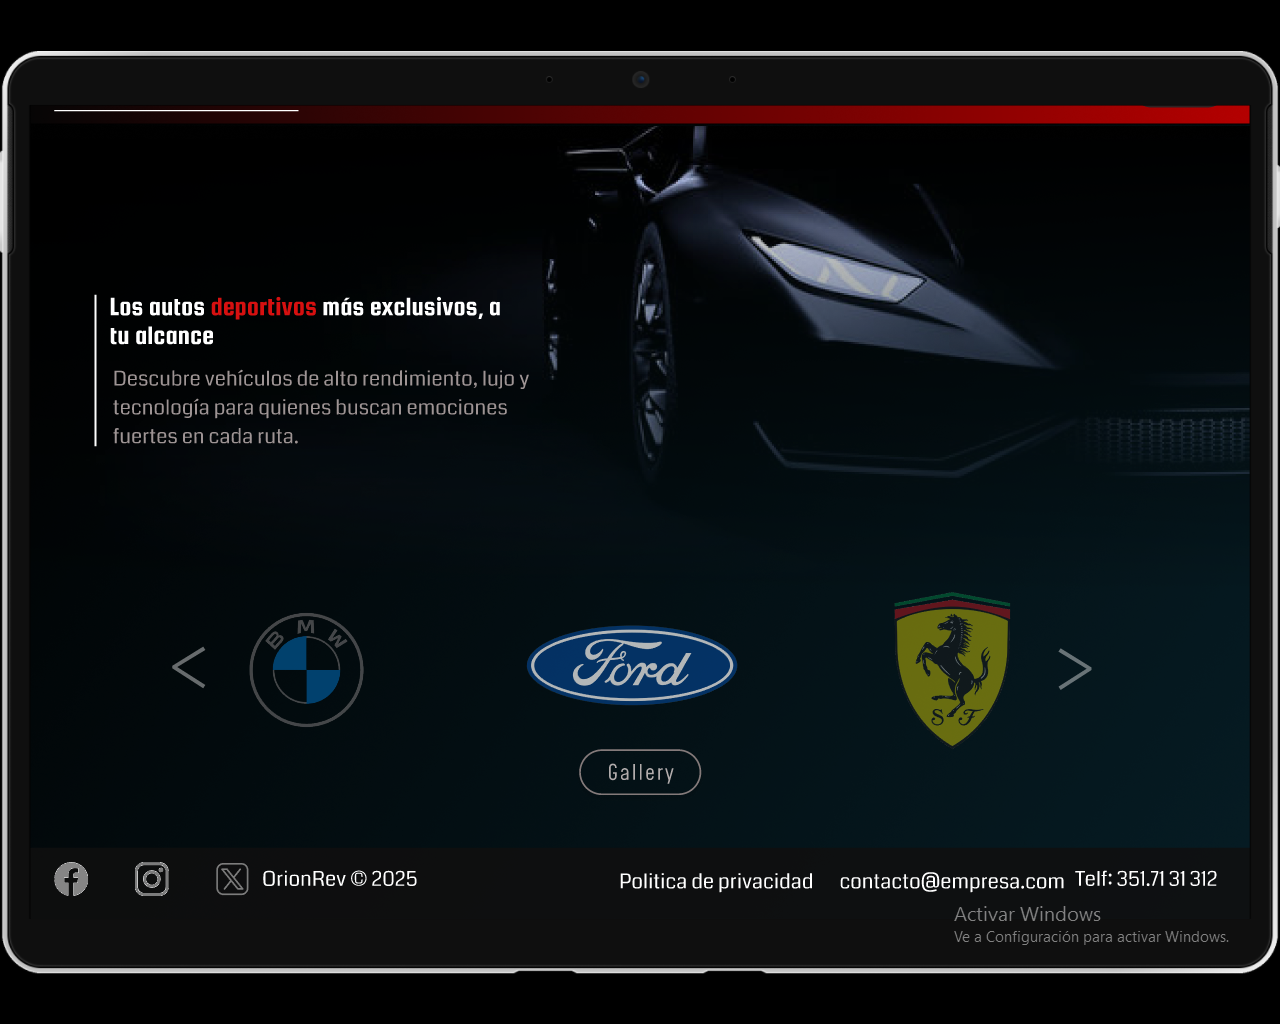 Los autos deportivos más exclusivos, a
tu alcance
Descubre vehículos de alto rendimiento, lujo y
tecnología para quienes buscan emociones
fuertes en cada ruta.
BMW
Ford
S F
Gallery
OrionRev © 2025
Politica de privacidad
contacto@empresa.com
Telf: 351.71 31 312
Activar Windows
Ve a Configuración para activar Windows.